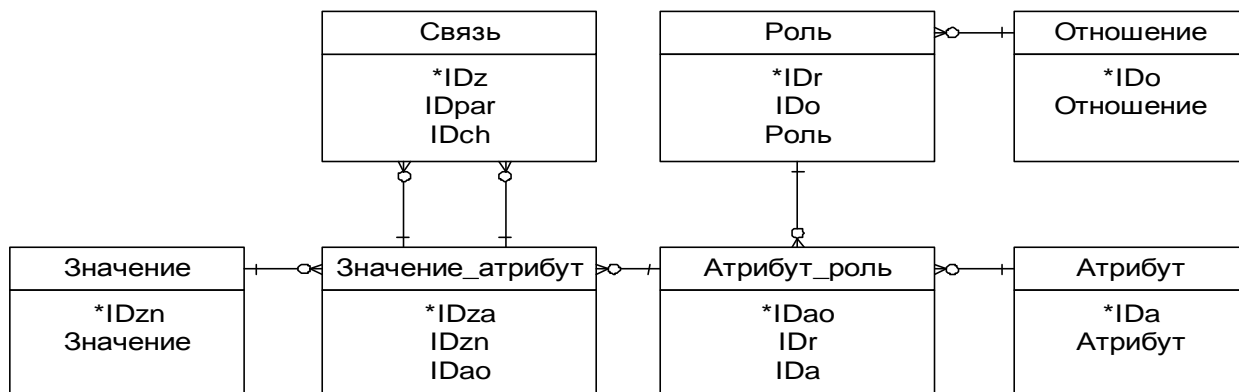 Связь
*IDz
IDpar
IDch
Роль
*IDr
IDo
Роль
Отношение
*IDo
Отношение
Значение
*IDzn
Значение
Значение_атрибут
*IDza
IDzn
IDao
Атрибут_роль
*IDao
IDr
IDa
Атрибут
*IDa
Атрибут